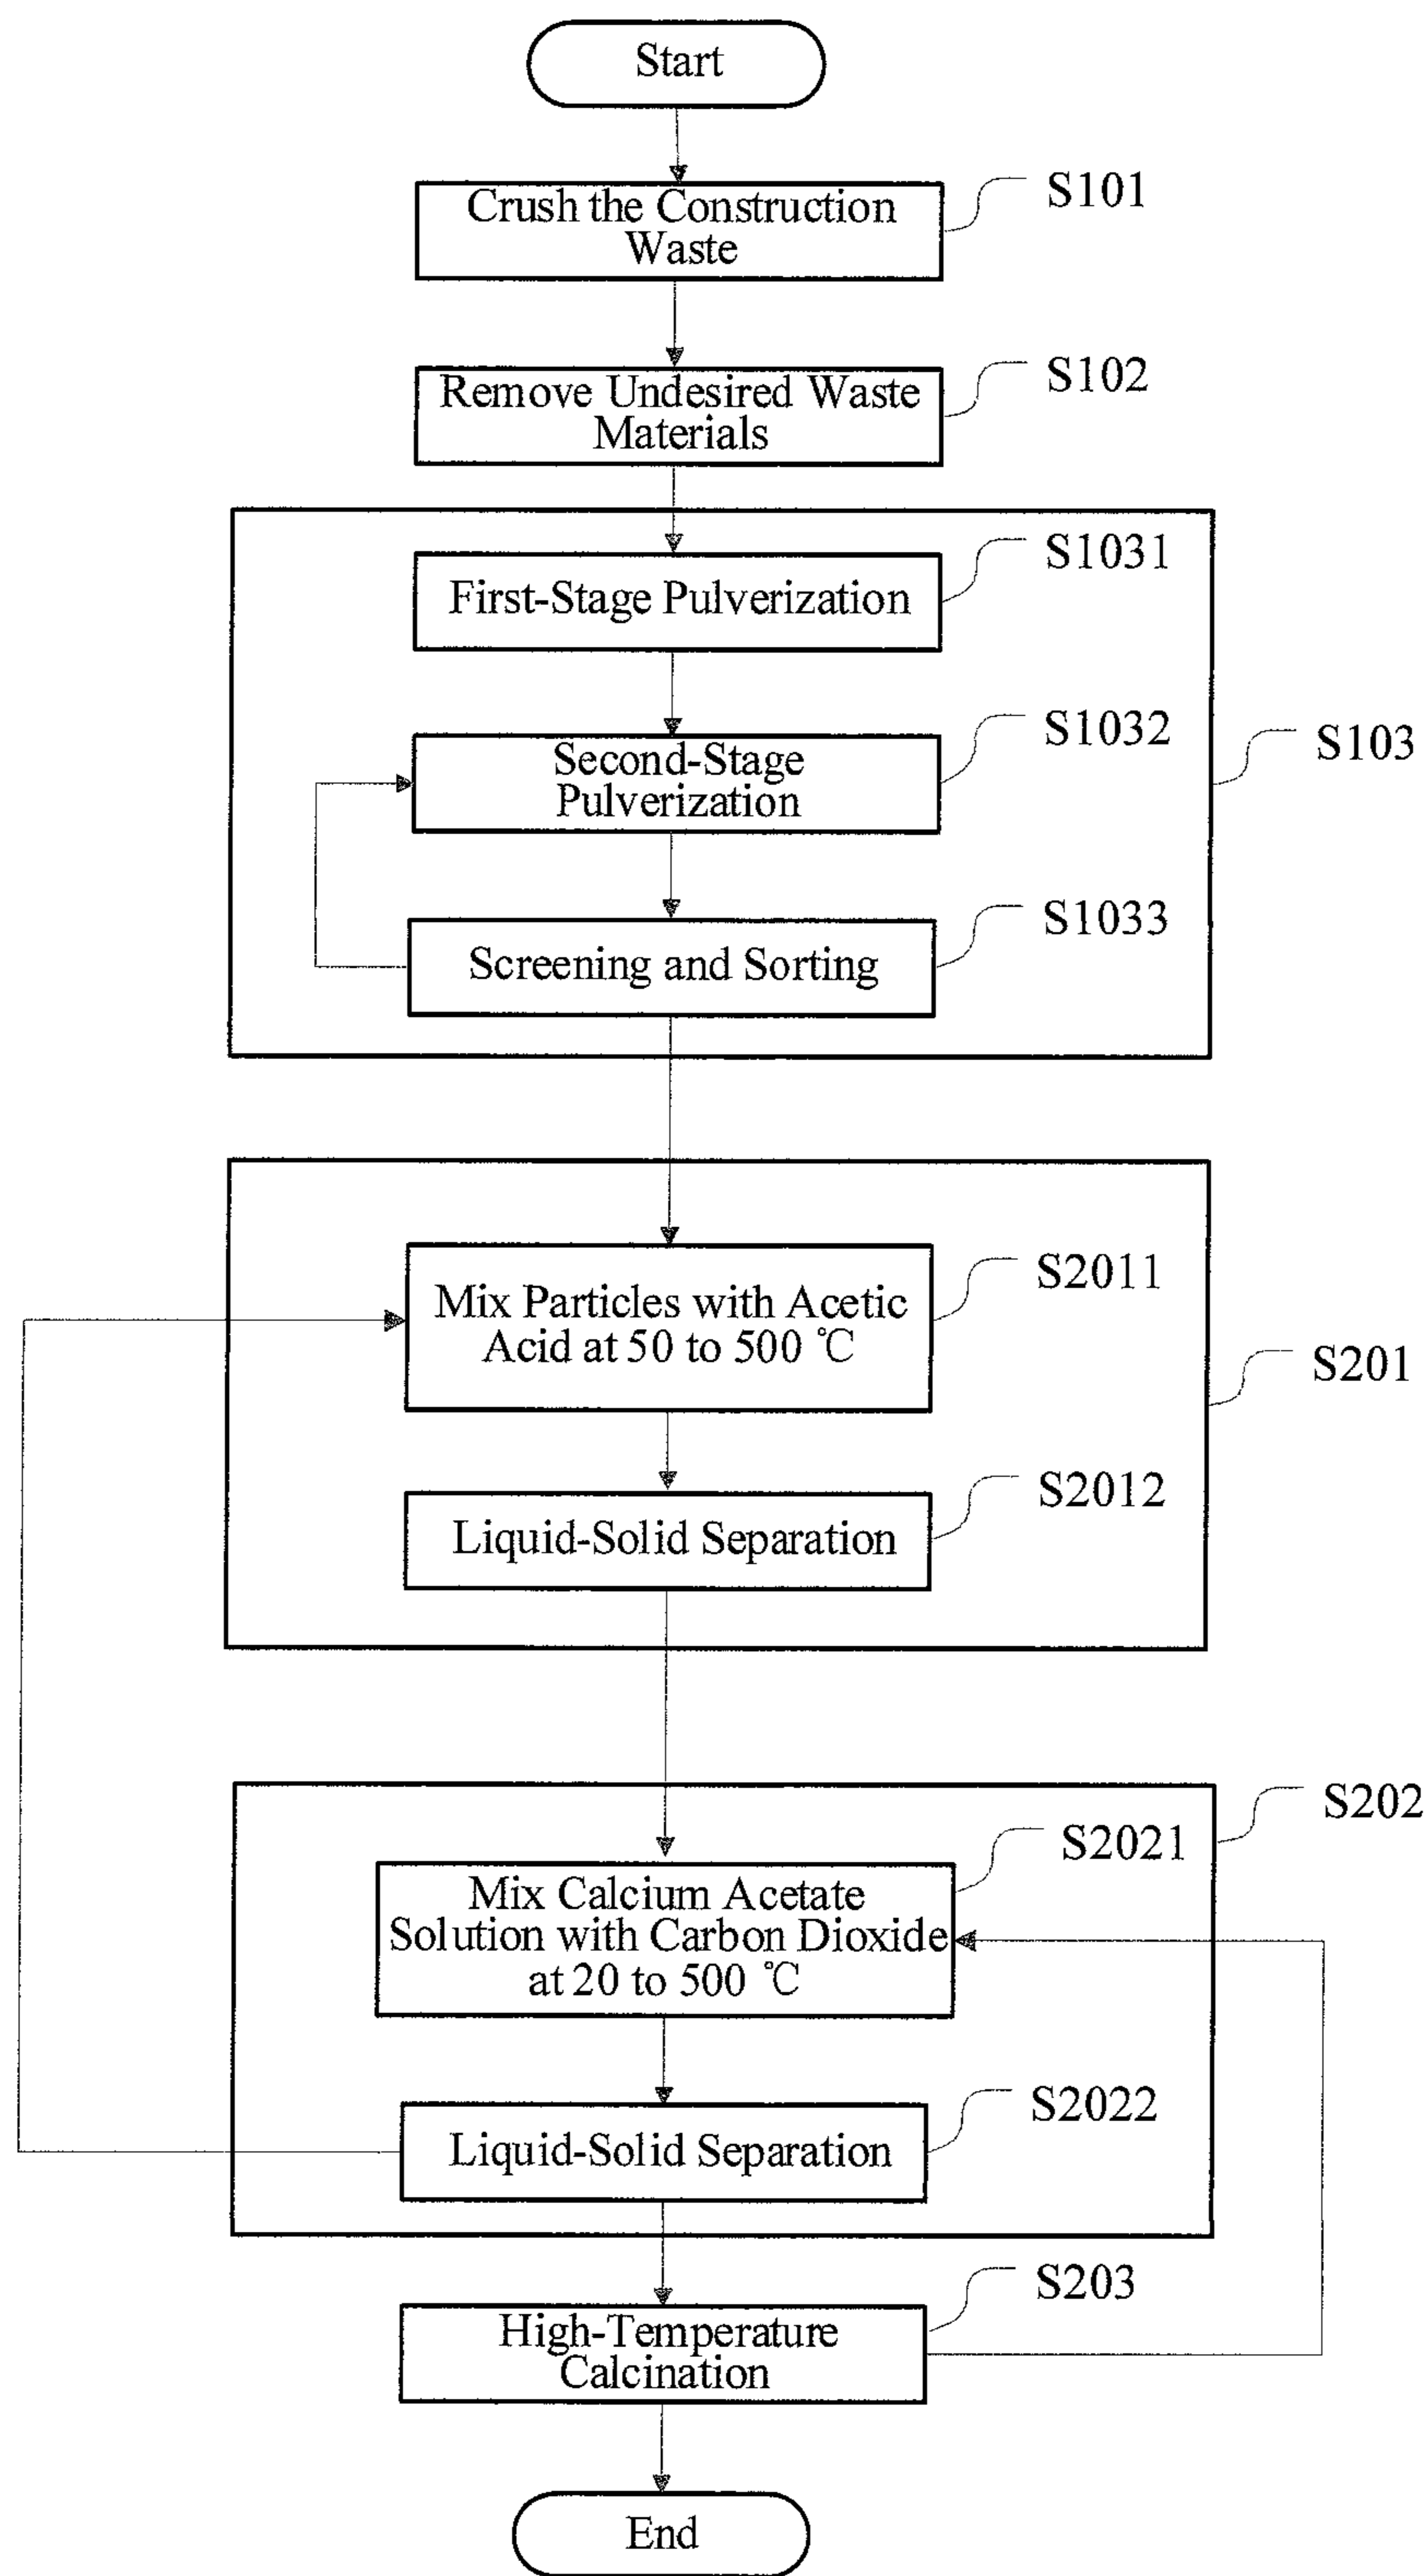 Start
Crush the Construction
Waste
S101
Remove Undesired Waste
Materials
S102
First-Stage Pulverization
S1031
Second-Stage
Pulverization
S1032
S103
Screening and Sorting
S1033
Mix Particles with Acetic
Acid at 50 to 500 ℃
S2011
S201
Liquid-Solid Separation
S2012
S202
Mix Calcium Acetate
Solution with Carbon Dioxide
at 20 to 500 ℃
S2021
Liquid-Solid Separation
S2022
High-Temperature
Calcination
S203
End